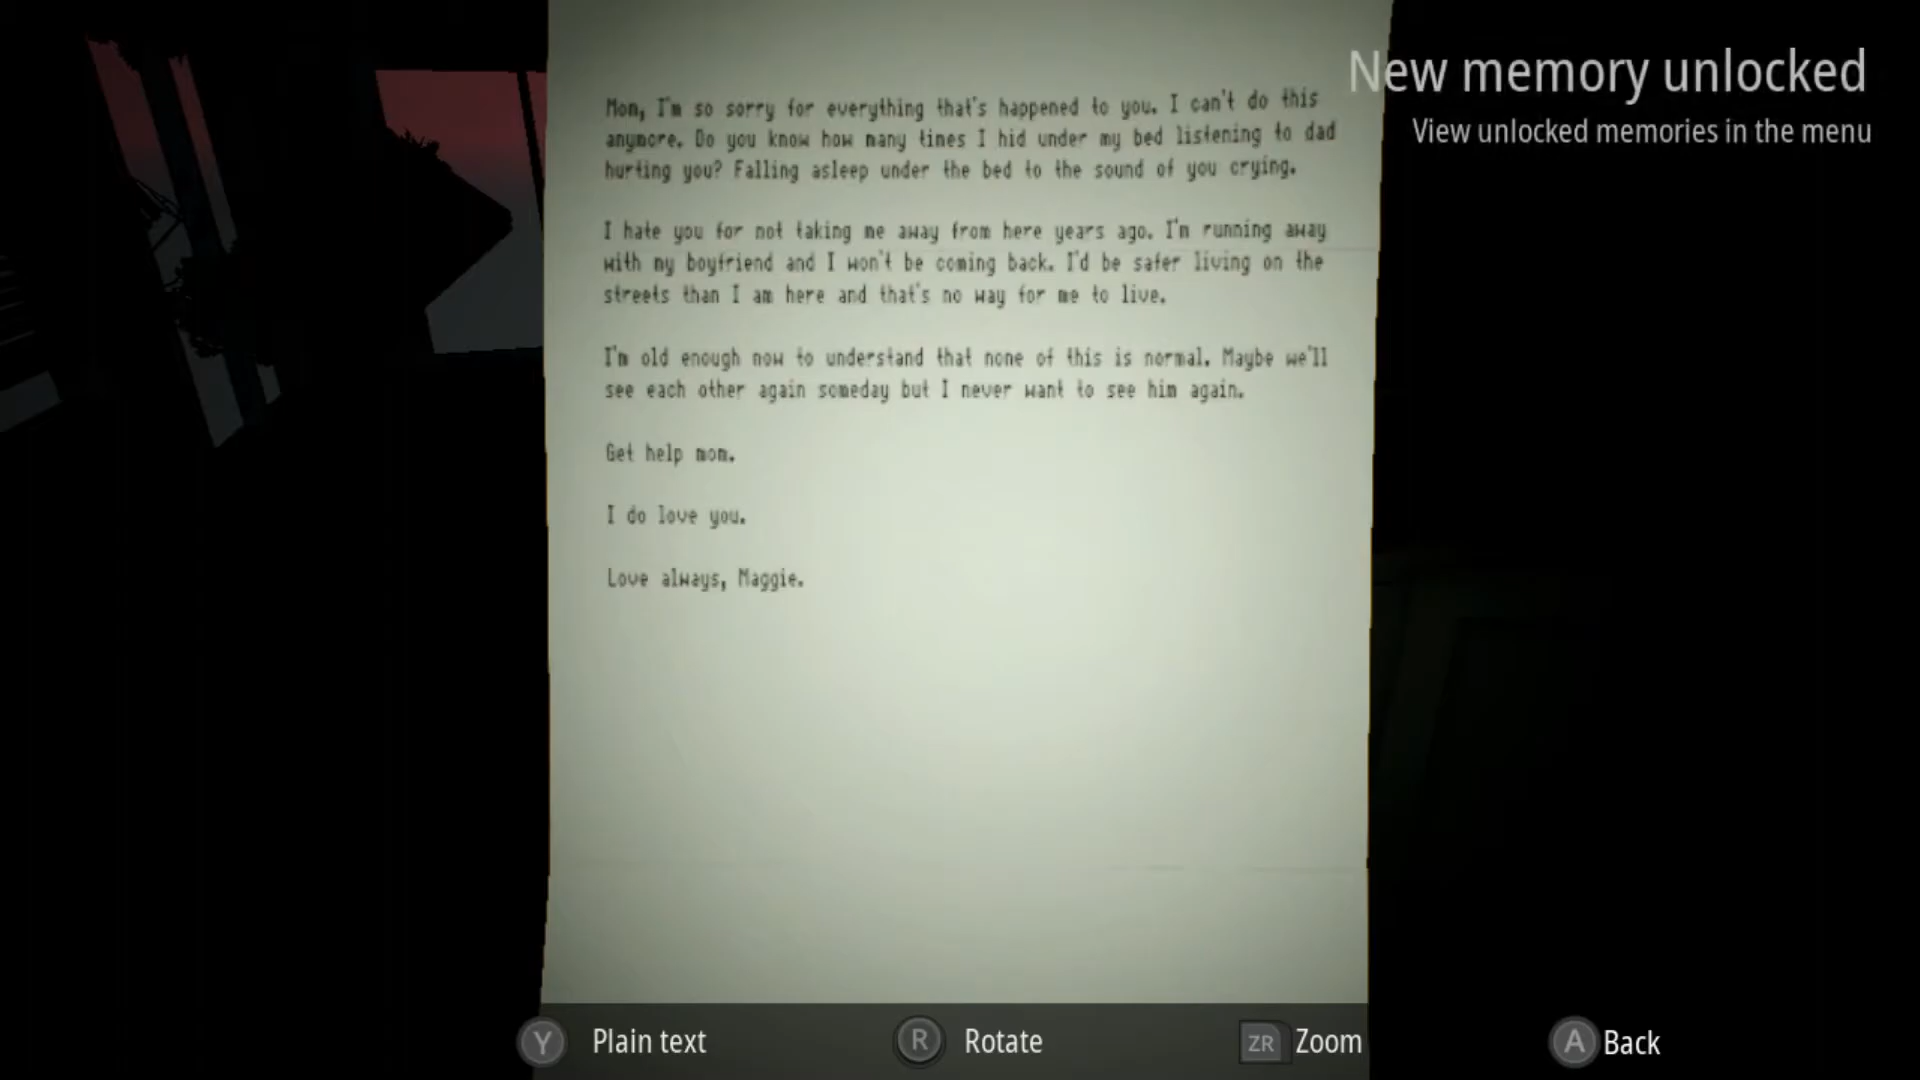 New memory unlocked
View unlocked memories in the menu
Mom, I'm so sorry for everything that's happened to you. I can't do this
anymore. Do you know how many times I hid under my bed listening to dad
hurting you? Falling asleep under the bed to the sound of you crying.
I hate you for not taking me away from here years ago. I'm running away
with my boyfriend and I won't be coming back. I'd be safer living on the
streets than I am here and that's no way for me to live.
I'm old enough now to understand that none of this is normal. Maybe we'll
see each other again someday but I never want to see him again.
Get help mom.
I do love you.
Love always, Maggie.
Y Plain text R Rotate ZR Zoom A Back